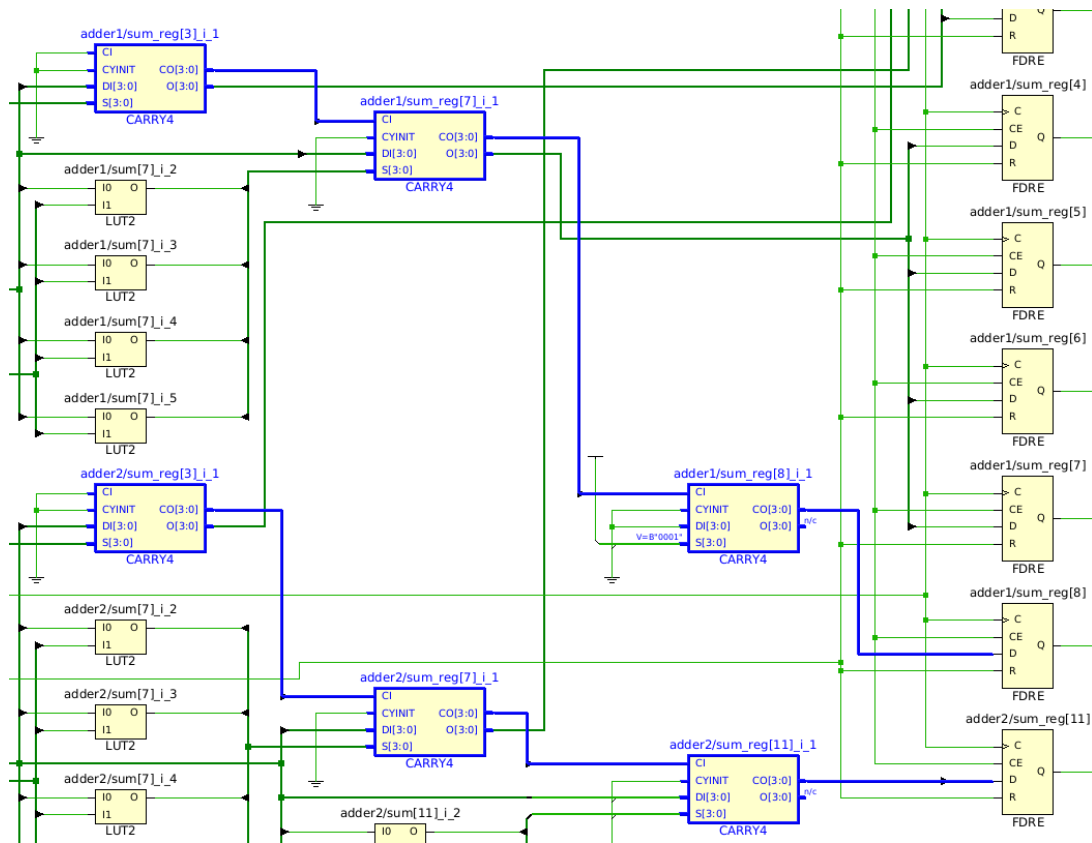 D Q
R
FDRE
adder1/sum_reg[3]_i_1
CI
CYINIT CO[3:0]
DI[3:0] O[3:0]
S[3:0]
CARRY4
adder1/sum_reg[4]
C
CE Q
D
R
FDRE
adder1/sum_reg[7]_i_1
CI
CYINIT CO[3:0]
DI[3:0] O[3:0]
S[3:0]
CARRY4
adder1/sum[7]_i_2
I0 O
I1
LUT2
adder1/sum_reg[5]
C
CE Q
D
R
FDRE
adder1/sum[7]_i_3
I0 O
I1
LUT2
adder1/sum[7]_i_4
I0 O
I1
LUT2
adder1/sum_reg[6]
C
CE Q
D
R
FDRE
adder1/sum[7]_i_5
I0 O
I1
LUT2
adder2/sum_reg[3]_i_1
CI
CYINIT CO[3:0]
DI[3:0] O[3:0]
S[3:0]
CARRY4
adder1/sum_reg[8]_i_1
CI
CYINIT CO[3:0]
DI[3:0] O[3:0] n/c
V=B"0001" S[3:0]
CARRY4
adder1/sum_reg[7]
C
CE Q
D
R
FDRE
adder2/sum[7]_i_2
I0 O
I1
LUT2
adder1/sum_reg[8]
C
CE Q
D
R
FDRE
adder2/sum[7]_i_3
I0 O
I1
LUT2
adder2/sum_reg[7]_i_1
CI
CYINIT CO[3:0]
DI[3:0] O[3:0]
S[3:0]
CARRY4
adder2/sum_reg[11]_i_1
CI
CYINIT CO[3:0]
DI[3:0] O[3:0] n/c
S[3:0]
CARRY4
adder2/sum_reg[11]
C
CE Q
D
R
FDRE
adder2/sum[7]_i_4
I0 O
I1
LUT2
adder2/sum[11]_i_2
I0 O